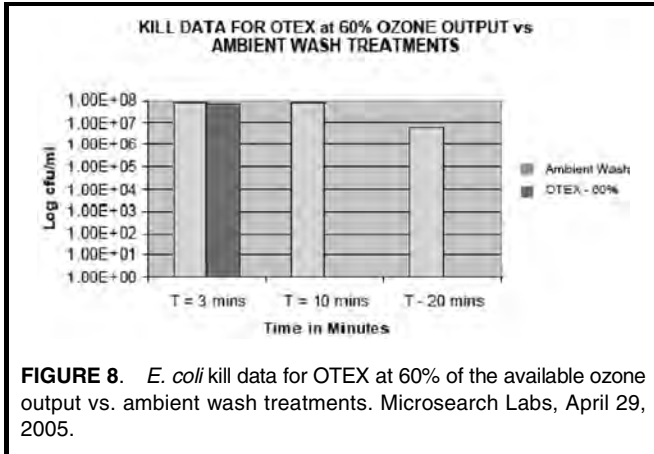 KILL DATA FOR OTEX at 60% OZONE OUTPUT vs
AMBIENT WASH TREATMENTS
Log cfu/ml
1.00E+08
1.00E+07
1.00E+06
1.00E+05
1.00E+04
1.00E+03
1.00E+02
1.00E+01
1.00E+00
T = 3 mins
T = 10 mins
T - 20 mins
Time in Minutes
Ambient Wash
OTEX - 60%
FIGURE 8. E. coli kill data for OTEX at 60% of the available ozone
output vs. ambient wash treatments. Microsearch Labs, April 29,
2005.